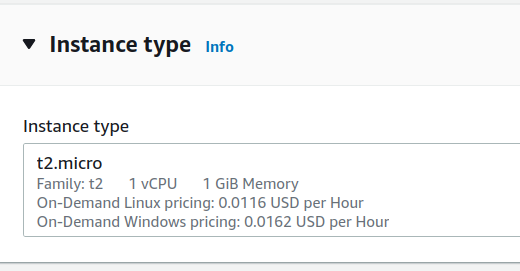 Instance type Info
Instance type
t2.micro
Family: t2 1 vCPU 1 GiB Memory
On-Demand Linux pricing: 0.0116 USD per Hour
On-Demand Windows pricing: 0.0162 USD per Hour